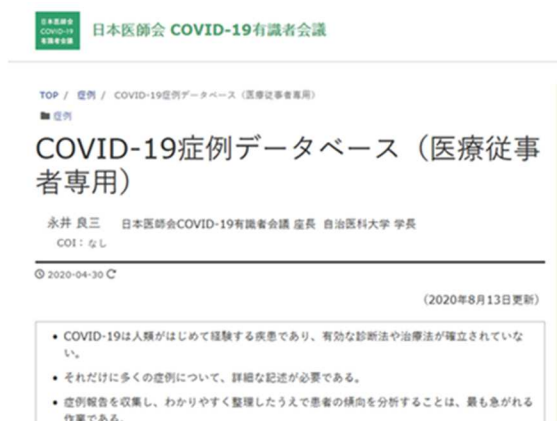 日本医師会
COVID-19
有識者会議
日本医師会 COVID-19有識者会議
TOP / 症例 / COVID-19症例データベース（医療従事者専用）
症例
COVID-19症例データベース（医療従事
者専用）
永井 良三 日本医師会COVID-19有識者会議 座長 自治医科大学 学長
COI：なし
2020-04-30
（2020年8月13日更新）
• COVID-19は人類がはじめて経験する疾患であり、有効な診断法や治療法が確立されていな
い。
• それだけに多くの症例について、詳細な記述が必要である。
• 症例報告を収集し、わかりやすく整理したうえで患者の傾向を分析することは、最も急がれる
作業である。